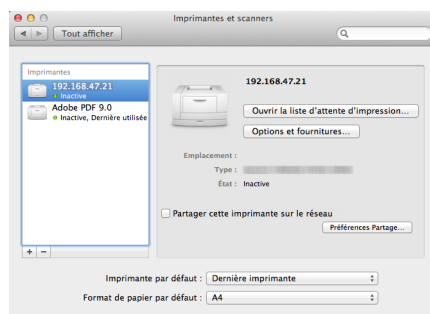 Imprimantes et scanners
Tout afficher
Imprimantes
192.168.47.21
Inactive
Adobe PDF 9.0
Inactive, Dernière utilisée
192.168.47.21
Ouvrir la liste d'attente d'impression...
Options et fournitures...
Emplacement :
Type :
État : Inactive
Partager cette imprimante sur le réseau
Préférences Partage...
+ −
Imprimante par défaut : Dernière imprimante
Format de papier par défaut : A4